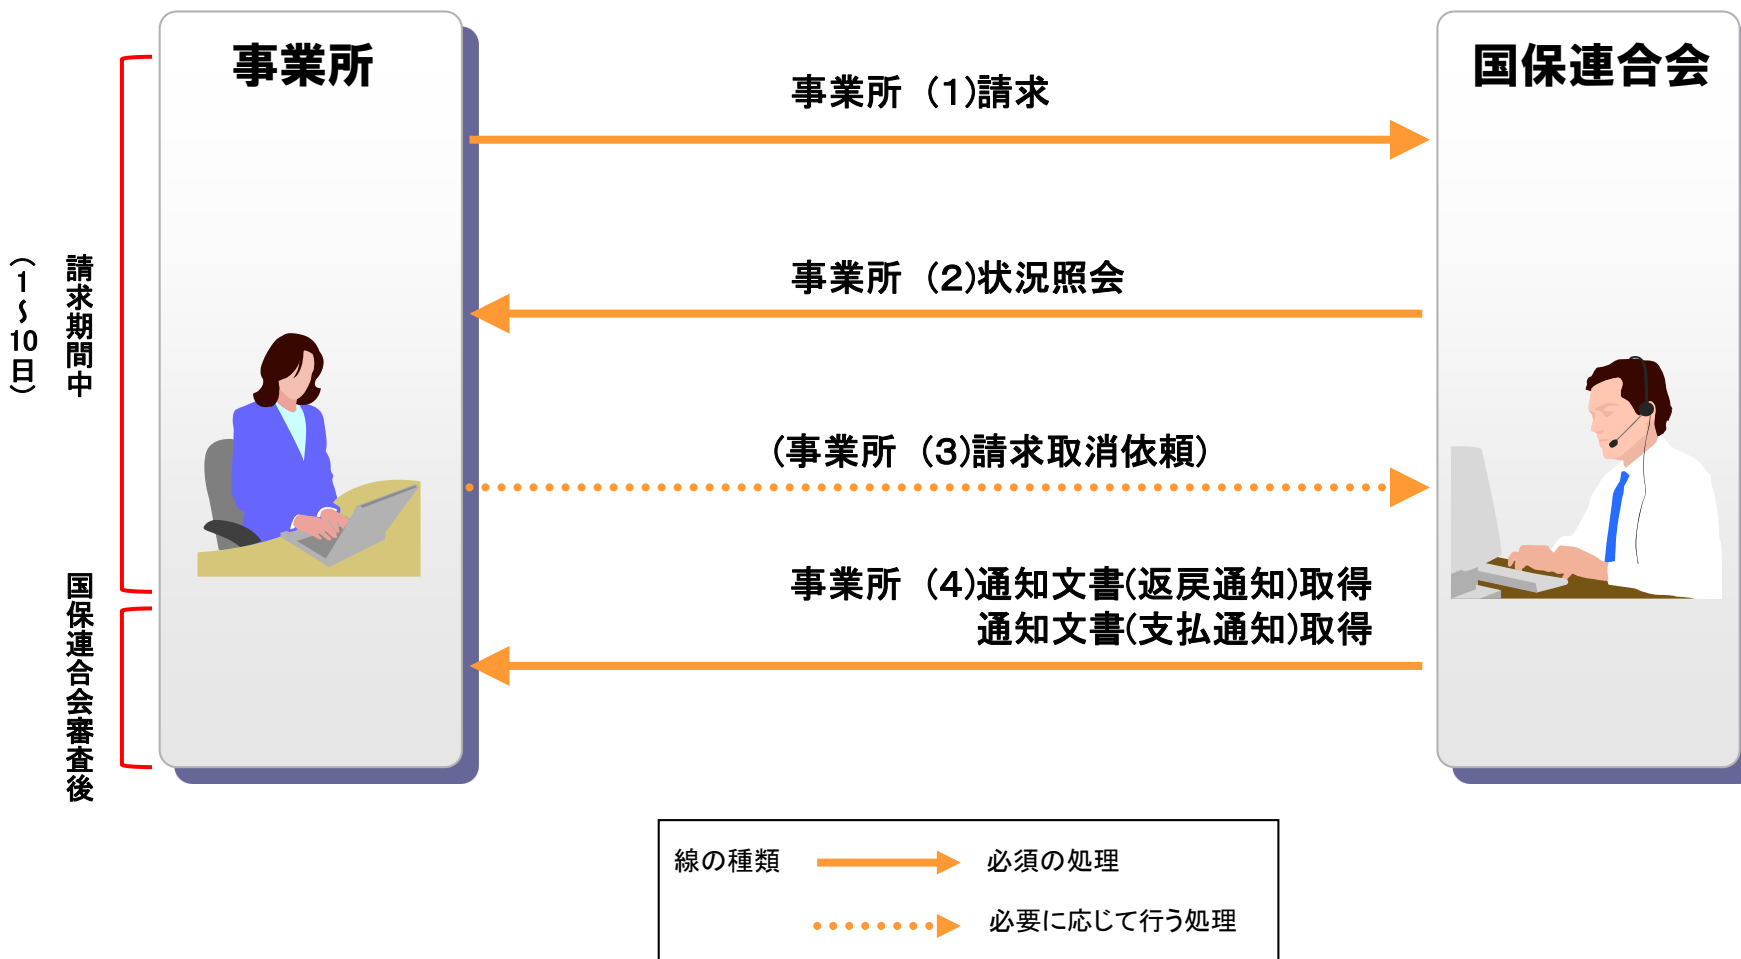 事業所
国保連合会
事業所 (1)請求
事業所 (2)状況照会
請求期間中
(1～10日)
(事業所 (3)請求取消依頼)
事業所 (4)通知文書(返戻通知)取得
通知文書(支払通知)取得
国保連合会審査後
線の種類 必須の処理
必要に応じて行う処理